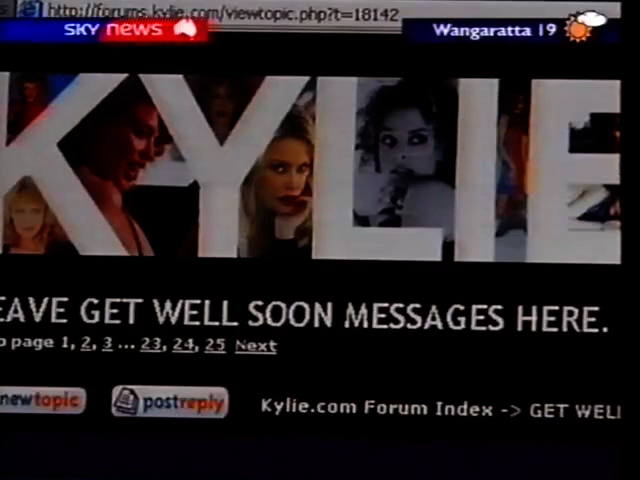 http://forums.kylie.com/viewtopic.php?t=18142
SKY news
Wangaratta 19
KYLIE
EAVE GET WELL SOON MESSAGES HERE.
o page 1, 2, 3 ... 23, 24, 25 Next
newtopic
postreply
Kylie.com Forum Index -> GET WELL